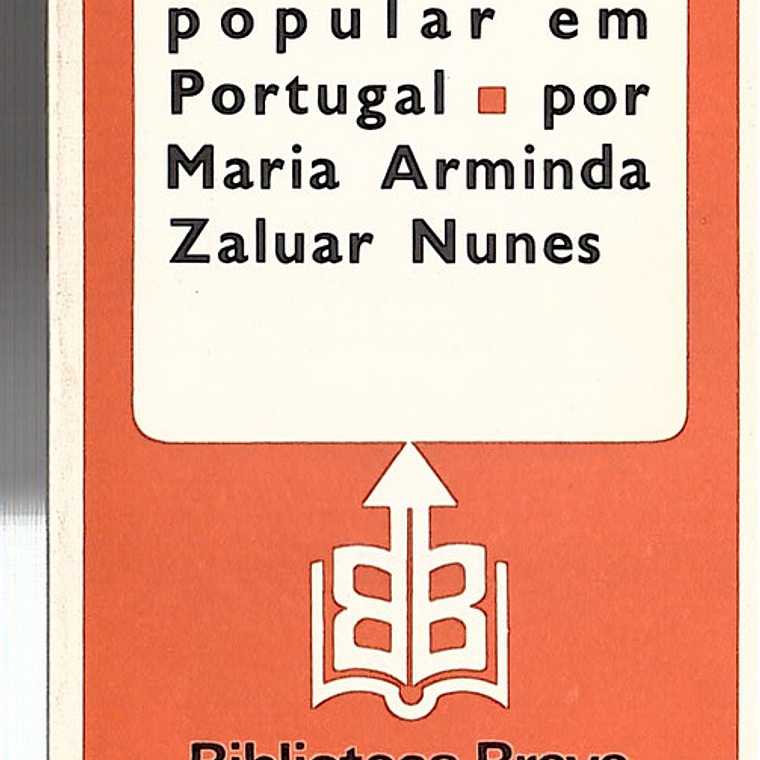 popular em
Portugal ▪ por
Maria Arminda
Zaluar Nunes
Biblioteca Breve